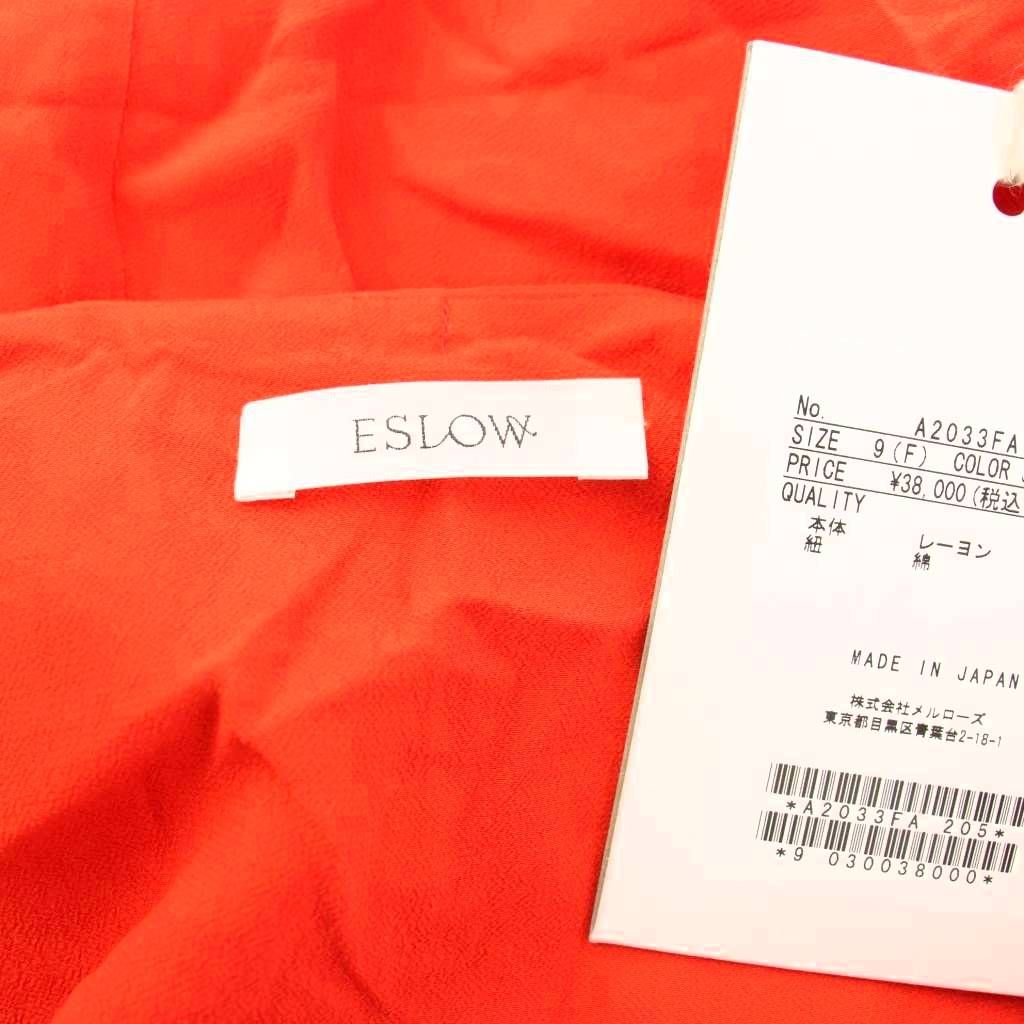 ESLOW
No. A2033FA
SIZE 9(F) COLOR
PRICE ¥38,000(税込
QUALITY
本体 レーヨン
紐 綿
MADE IN JAPAN
株式会社メルローズ
東京都目黒区青葉台2-18-1
*A2033FA 205*
*9 030038000*